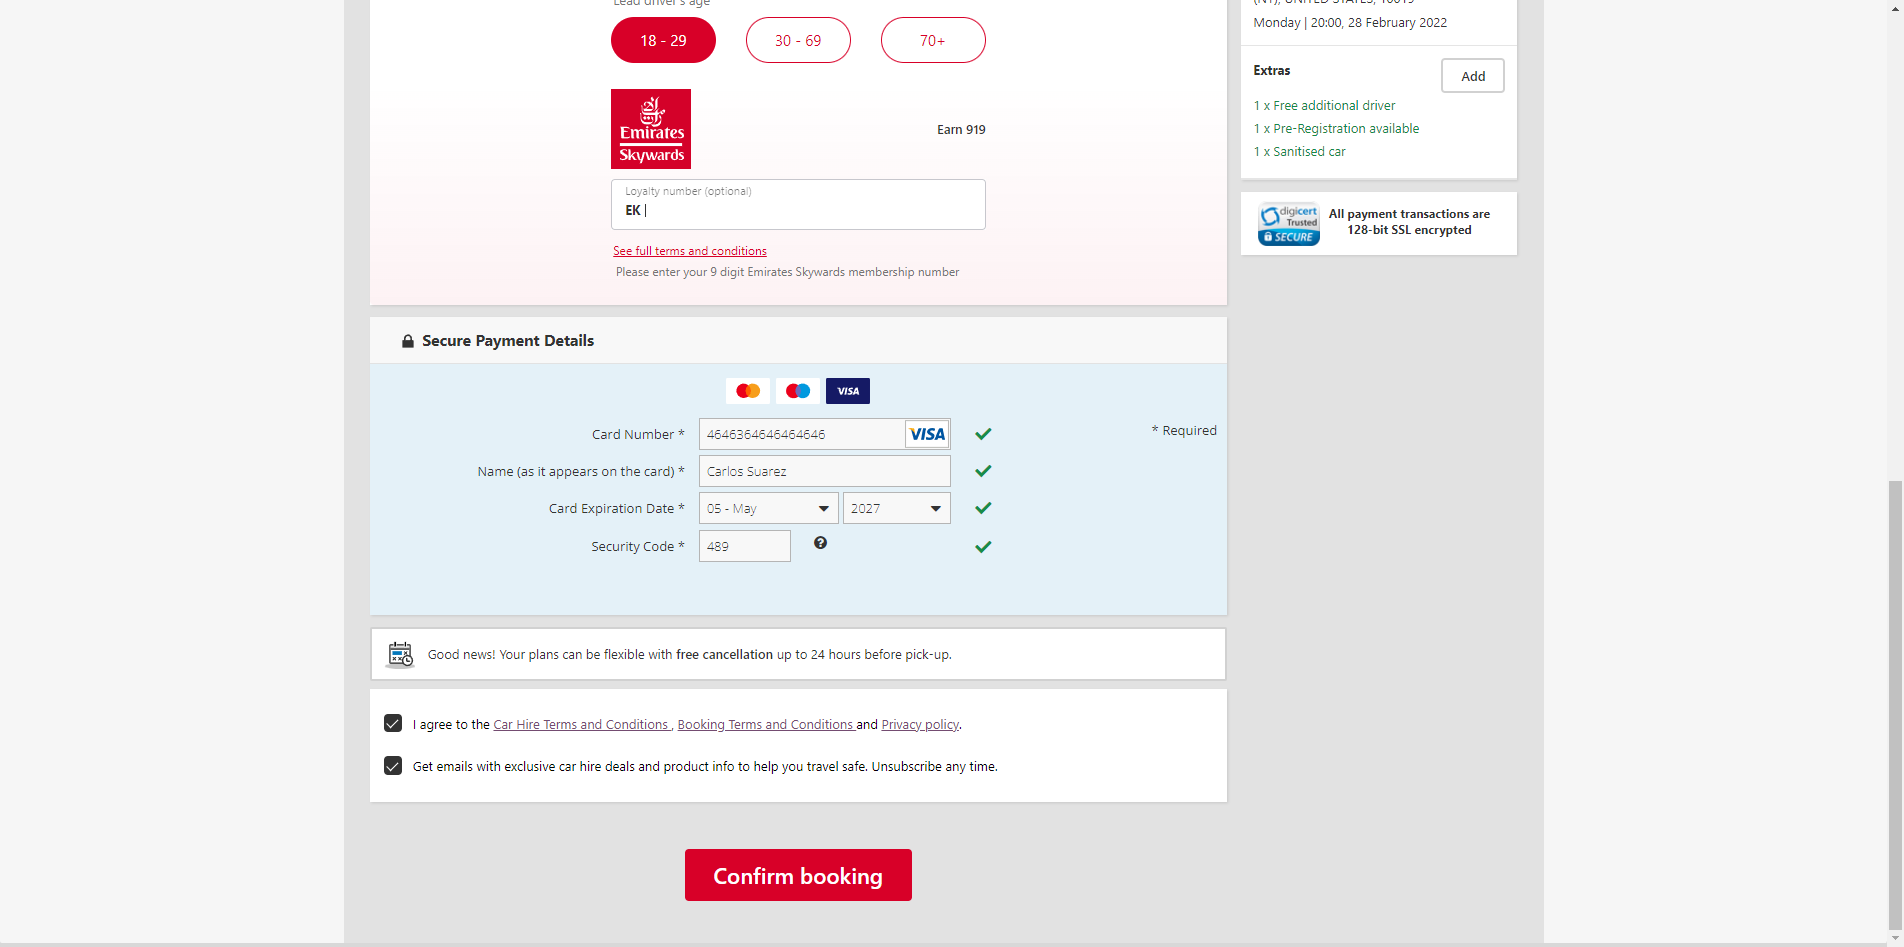 Lead driver's age
18 - 29
30 - 69
70+
Emirates
Skywards
Earn 919
Loyalty number (optional)
EK
See full terms and conditions
Please enter your 9 digit Emirates Skywards membership number
Secure Payment Details
VISA
Card Number *
4646364646464646
VISA
* Required
Name (as it appears on the card) *
Carlos Suarez
Card Expiration Date *
05 - May
2027
Security Code *
489
Good news! Your plans can be flexible with free cancellation up to 24 hours before pick-up.
I agree to the Car Hire Terms and Conditions , Booking Terms and Conditions and Privacy policy.
Get emails with exclusive car hire deals and product info to help you travel safe. Unsubscribe any time.
Confirm booking
(NY), UNITED STATES, 10019
Monday | 20:00, 28 February 2022
Extras
Add
1 x Free additional driver
1 x Pre-Registration available
1 x Sanitised car
digicert
Trusted
SECURE
All payment transactions are
128-bit SSL encrypted